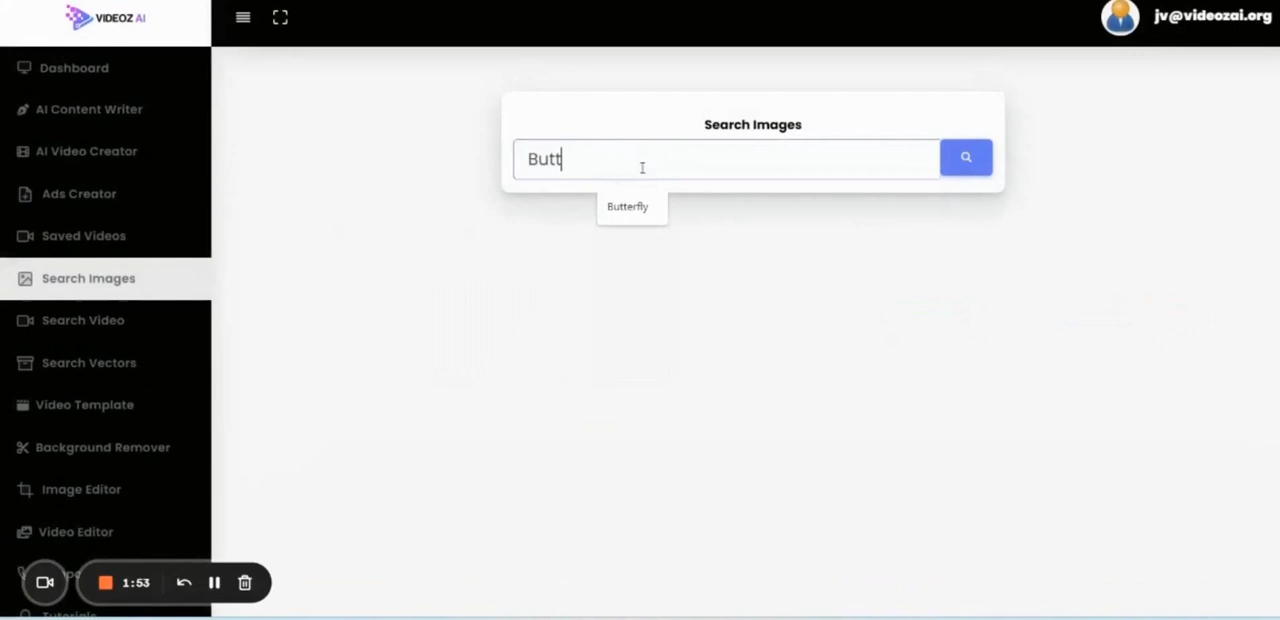 VIDEOZ AI
jv@videozai.org
Dashboard
AI Content Writer
AI Video Creator
Ads Creator
Saved Videos
Search Images
Search Video
Search Vectors
Video Template
Background Remover
Image Editor
Video Editor
Tutorials
Search Images
Butt
Butterfly
1:53